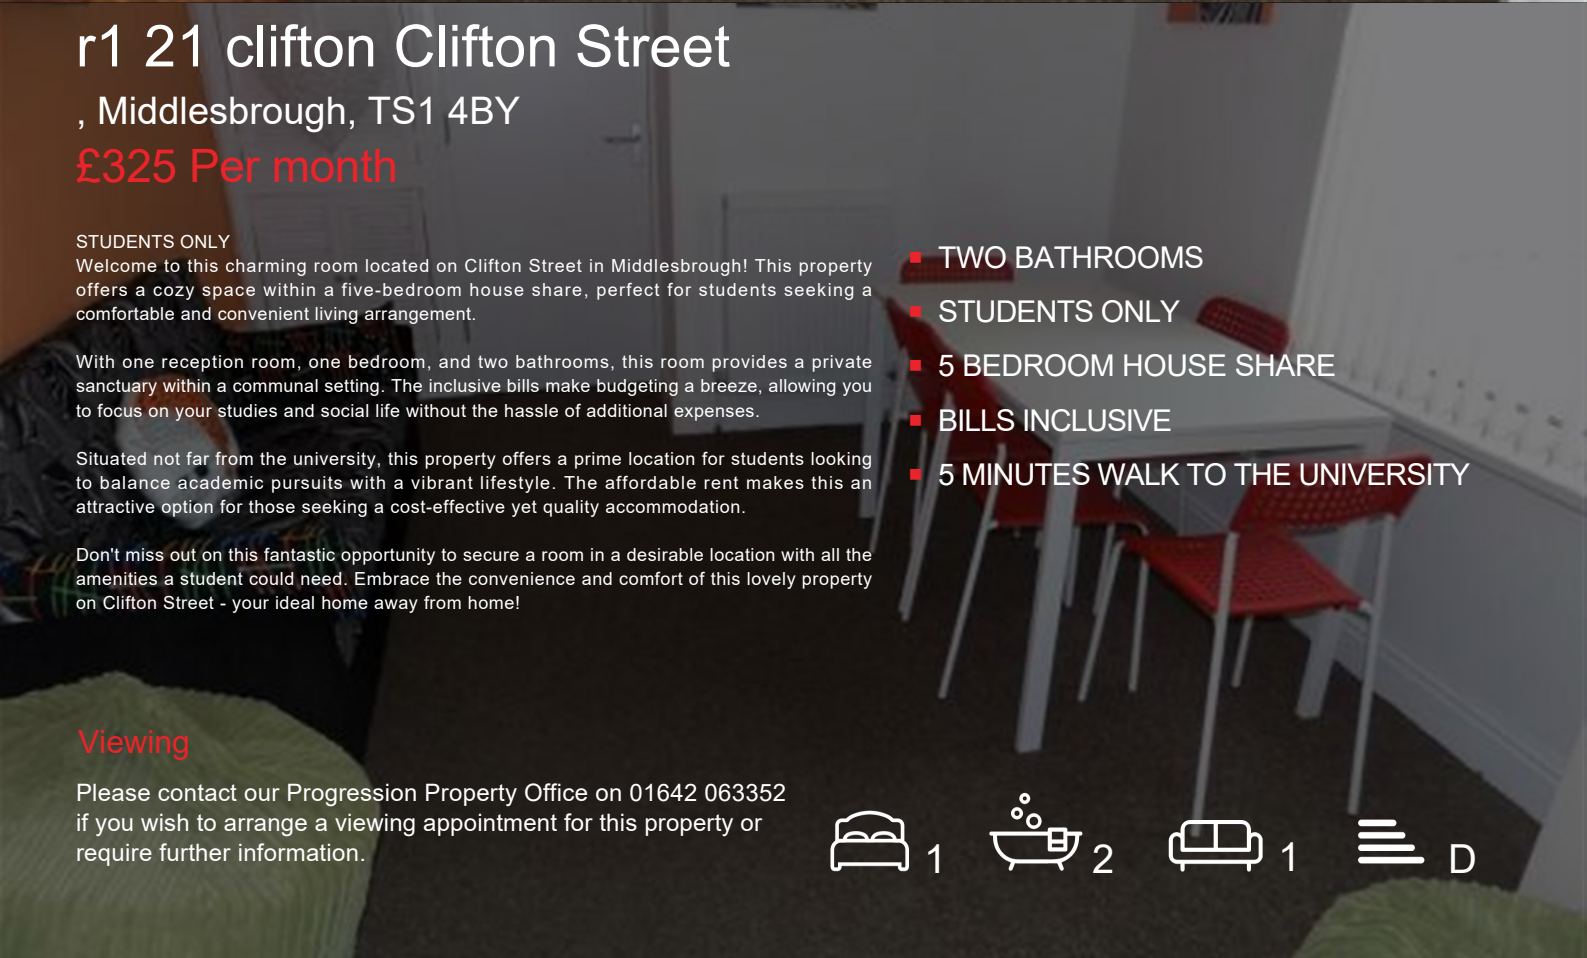 r1 21 clifton Clifton Street
, Middlesbrough, TS1 4BY
£325 Per month
STUDENTS ONLY
Welcome to this charming room located on Clifton Street in Middlesbrough! This property
offers a cozy space within a five-bedroom house share, perfect for students seeking a
comfortable and convenient living arrangement.
With one reception room, one bedroom, and two bathrooms, this room provides a private
sanctuary within a communal setting. The inclusive bills make budgeting a breeze, allowing you
to focus on your studies and social life without the hassle of additional expenses.
Situated not far from the university, this property offers a prime location for students looking
to balance academic pursuits with a vibrant lifestyle. The affordable rent makes this an
attractive option for those seeking a cost-effective yet quality accommodation.
Don't miss out on this fantastic opportunity to secure a room in a desirable location with all the
amenities a student could need. Embrace the convenience and comfort of this lovely property
on Clifton Street - your ideal home away from home!
TWO BATHROOMS
STUDENTS ONLY
5 BEDROOM HOUSE SHARE
BILLS INCLUSIVE
5 MINUTES WALK TO THE UNIVERSITY
Viewing
Please contact our Progression Property Office on 01642 063352
if you wish to arrange a viewing appointment for this property or
require further information.
1 2 1 D